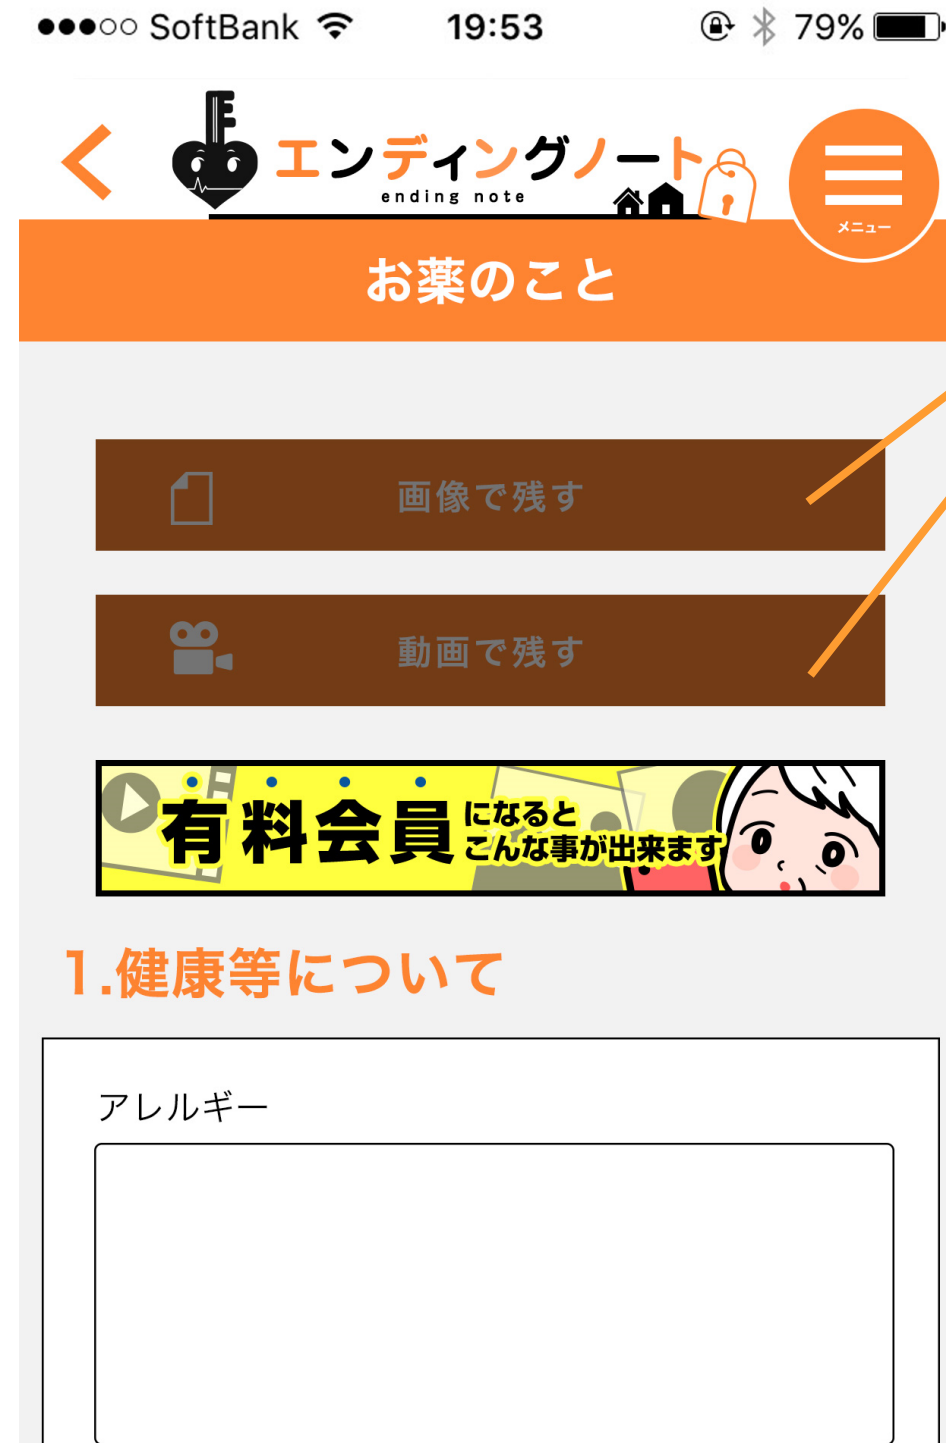 SoftBank 19:53 79%
エンディングノート
ending note
メニュー
お薬のこと
画像で残す
動画で残す
有料会員になると
こんな事が出来ます
1.健康等について
アレルギー